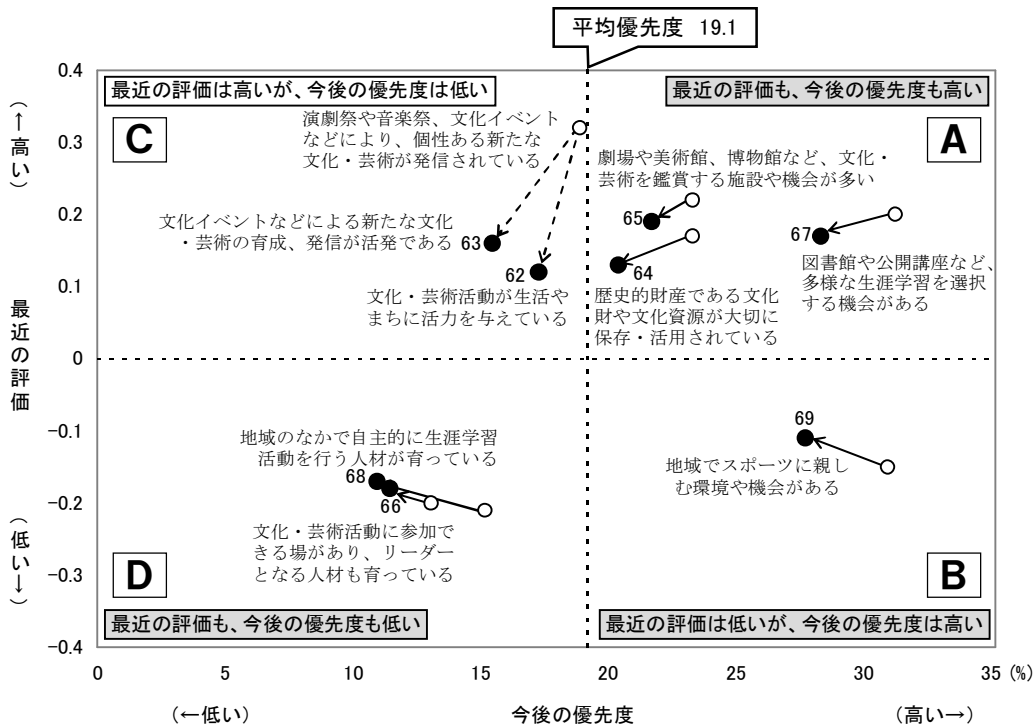 平均優先度 19.1
最近の評価は高いが、今後の優先度は低い
最近の評価も、今後の優先度も高い
C
A
演劇祭や音楽祭、文化イベント
などにより、個性ある新たな
文化・芸術が発信されている
劇場や美術館、博物館など、文化・
芸術を鑑賞する施設や機会が多い
文化イベントなどによる新たな文化
・芸術の育成、発信が活発である
63
62
文化・芸術活動が生活や
まちに活力を与えている
65
64
歴史的財産である文化
財や文化資源が大切に
保存・活用されている
67
図書館や公開講座など、
多様な生涯学習を選択
する機会がある
地域のなかで自主的に生涯学習
活動を行う人材が育っている
68
66
文化・芸術活動に参加で
きる場があり、リーダー
となる人材も育っている
69
地域でスポーツに親し
む環境や機会がある
D
B
最近の評価も、今後の優先度も低い
最近の評価は低いが、今後の優先度は高い
(←高い)
最近の評価
(低い→)
0.4
0.3
0.2
0.1
0
-0.1
-0.2
-0.3
-0.4
0
5
10
15
20
25
30
35 (%)
(←低い)
今後の優先度
(高い→)